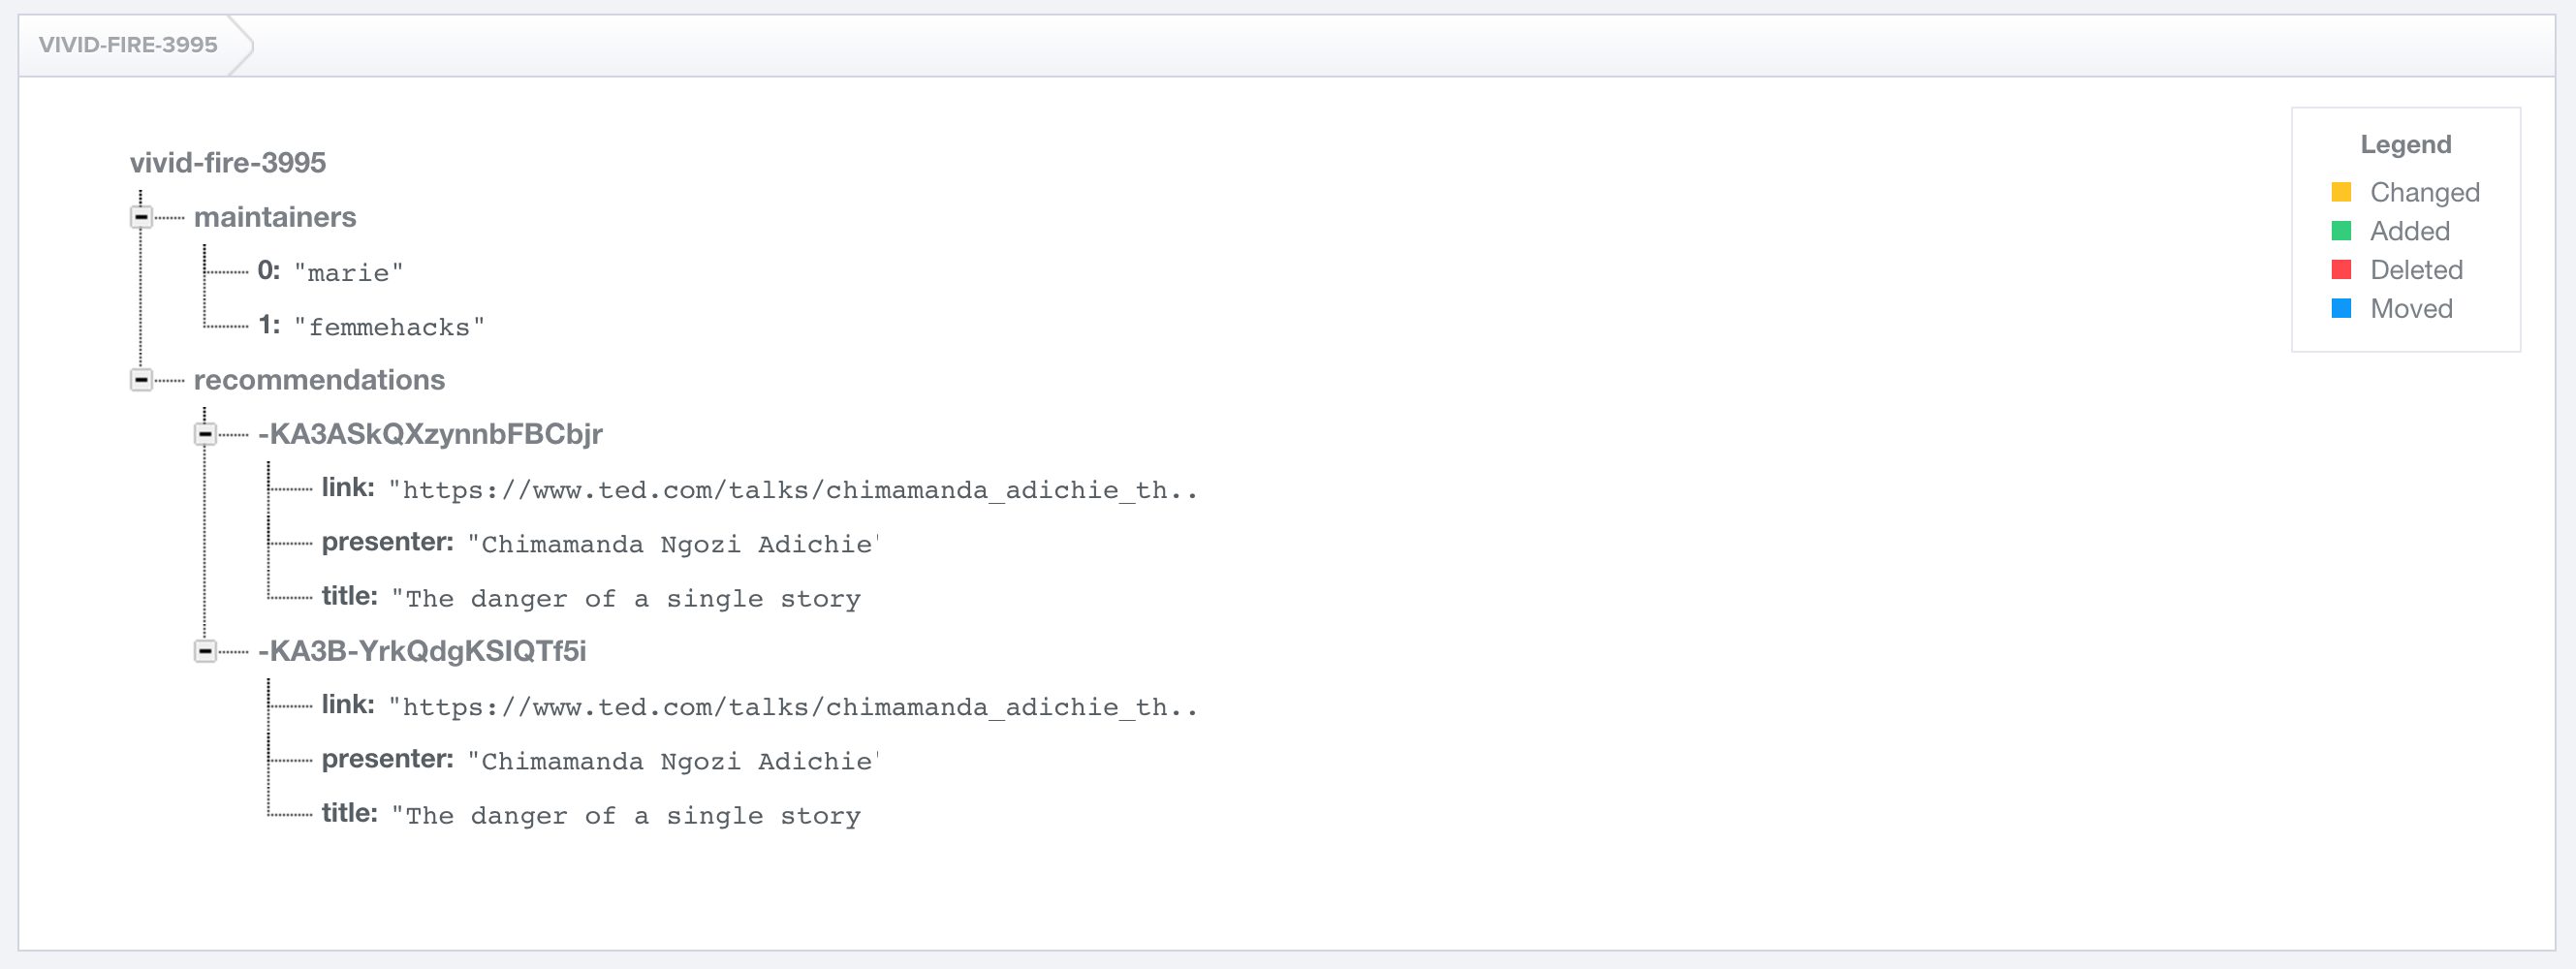 VIVID-FIRE-3995
vivid-fire-3995
maintainers
0: "marie"
1: "femmehacks"
recommendations
-KA3ASkQXzynnbFBCbjr
link: "https://www.ted.com/talks/chimamanda_adichie_th..
presenter: "Chimamanda Ngozi Adichie'
title: "The danger of a single story
-KA3B-YrkQdgKSIQTf5i
link: "https://www.ted.com/talks/chimamanda_adichie_th..
presenter: "Chimamanda Ngozi Adichie'
title: "The danger of a single story
Legend
Changed
Added
Deleted
Moved